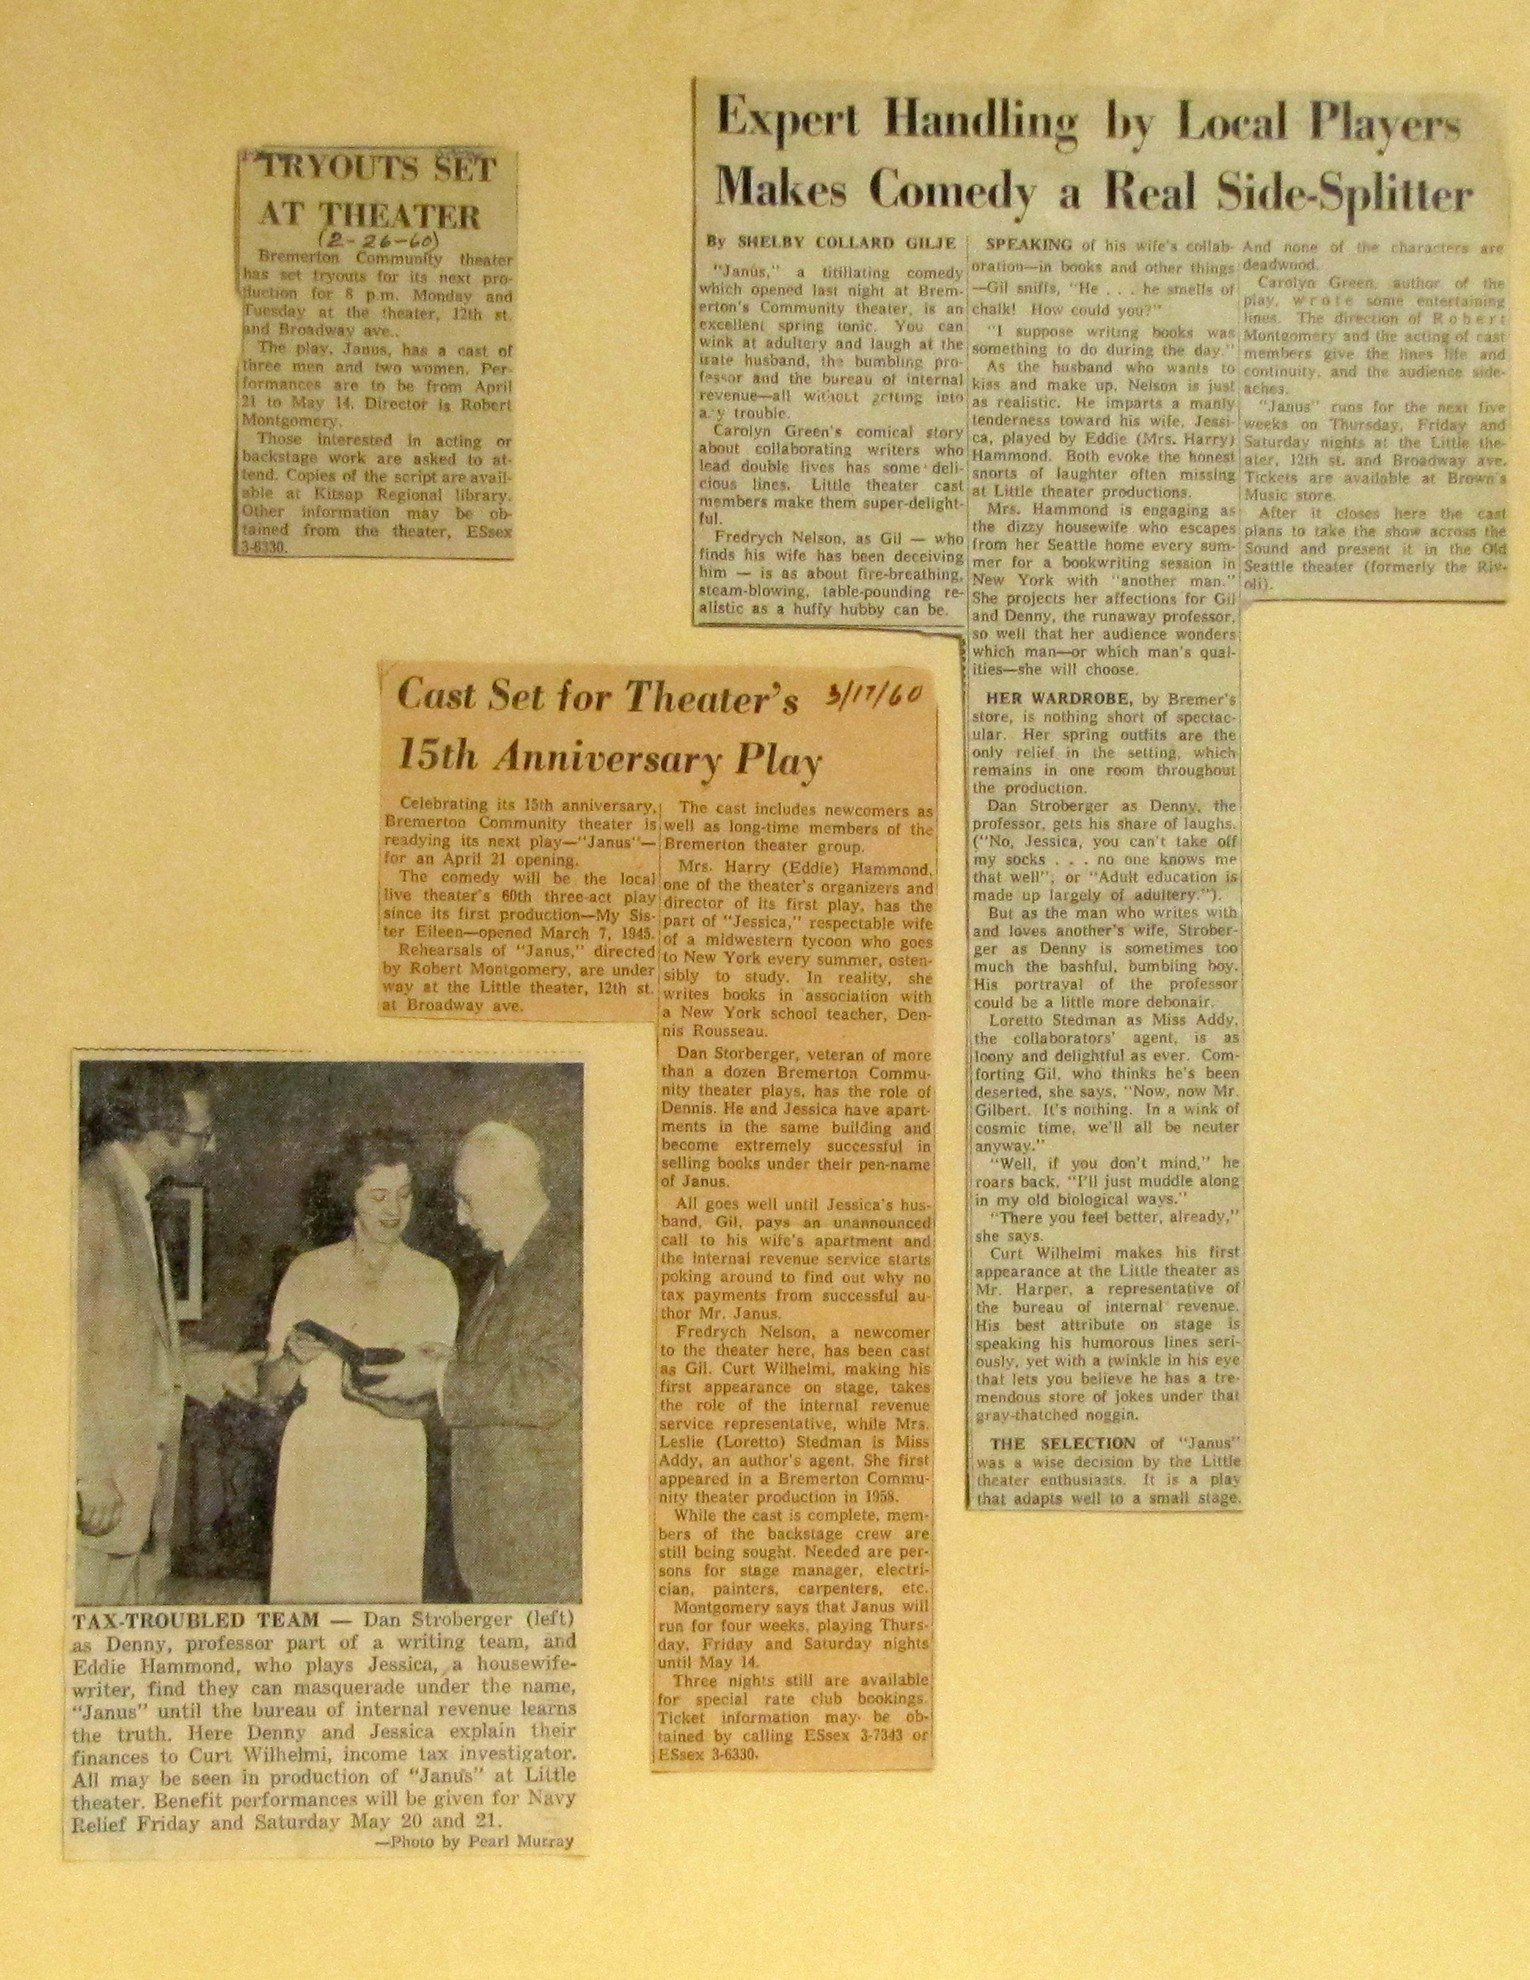 TRYOUTS SET
AT THEATER
(2-26-60)
Bremerton Community theater
has set tryouts for its next pro-
duction for 8 p.m. Monday and
Tuesday at the theater, 12th st.
and Broadway ave..
The play, Janus, has a cast of
three men and two women. Per-
formances are to be from April
21 to May 14. Director is Robert
Montgomery.
Those interested in acting or
backstage work are asked to at-
tend. Copies of the script are avail-
able at Kitsap Regional library.
Other information may be ob-
tained from the theater, ESsex
3-6330.
Expert Handling by Local Players
Makes Comedy a Real Side-Splitter
By SHELBY COLLARD GILJE
"Janus," a titillating comedy
which opened last night at Brem-
erton's Community theater, is an
excellent spring tonic. You can
wink at adultery and laugh at the
irate husband, the bumbling pro-
fessor and the bureau of internal
revenue—all without getting into
any trouble.
Carolyn Green's comical story
about collaborating writers who
lead double lives has some deli-
cious lines. Little theater cast
members make them super-delight-
ful.
Fredrych Nelson, as Gil — who
finds his wife has been deceiving
him — is as about fire-breathing,
steam-blowing, table-pounding re-
alistic as a huffy hubby can be.
SPEAKING of his wife's collab-
oration—in books and other things
—Gil sniffs, "He . . . he smells of
chalk! How could you?"
"I suppose writing books was
something to do during the day."
As the husband who wants to
kiss and make up, Nelson is just
as realistic. He imparts a manly
tenderness toward his wife, Jessi-
ca, played by Eddie (Mrs. Harry)
Hammond. Both evoke the honest
snorts of laughter often missing
at Little theater productions.
Mrs. Hammond is engaging as
the dizzy housewife who escapes
from her Seattle home every sum-
mer for a bookwriting session in
New York with "another man."
She projects her affections for Gil
and Denny, the runaway professor,
so well that her audience wonders
which man—or which man's qual-
ities—she will choose.
HER WARDROBE, by Bremer's
store, is nothing short of spectac-
ular. Her spring outfits are the
only relief in the setting, which
remains in one room throughout
the production.
Dan Stroberger as Denny, the
professor, gets his share of laughs.
("No, Jessica, you can't take off
my socks . . . no one knows me
that well", or "Adult education is
made up largely of adultery.").
But as the man who writes with
and loves another's wife, Strober-
ger as Denny is sometimes too
much the bashful, bumbling boy.
His portrayal of the professor
could be a little more debonair.
Loretto Stedman as Miss Addy,
the collaborators' agent, is as
loony and delightful as ever. Com-
forting Gil, who thinks he's been
deserted, she says, "Now, now Mr.
Gilbert. It's nothing. In a wink of
cosmic time, we'll all be neuter
anyway."
"Well, if you don't mind," he
roars back, "I'll just muddle along
in my old biological ways."
"There you feel better, already,"
she says.
Curt Wilhelmi makes his first
appearance at the Little theater as
Mr. Harper, a representative of
the bureau of internal revenue.
His best attribute on stage is
speaking his humorous lines seri-
ously, yet with a twinkle in his eye
that lets you believe he has a tre-
mendous store of jokes under that
gray-thatched noggin.
THE SELECTION of "Janus"
was a wise decision by the Little
theater enthusiasts. It is a play
that adapts well to a small stage.
And none of the characters are
deadwood.
Carolyn Green, author of the
play, wrote some entertaining
lines. The direction of Robert
Montgomery and the acting of cast
members give the lines life and
continuity, and the audience side-
aches.
"Janus" runs for the next five
weeks on Thursday, Friday and
Saturday nights at the Little the-
ater, 12th st. and Broadway ave.
Tickets are available at Brown's
Music store.
After it closes here the cast
plans to take the show across the
Sound and present it in the Old
Seattle theater (formerly the Riv-
oli).
Cast Set for Theater's
3/17/60
15th Anniversary Play
Celebrating its 15th anniversary,
Bremerton Community theater is
readying its next play—"Janus"—
for an April 21 opening.
The comedy will be the local
live theater's 60th three-act play
since its first production—My Sis-
ter Eileen—opened March 7, 1945.
Rehearsals of "Janus," directed
by Robert Montgomery, are under
way at the Little theater, 12th st.
at Broadway ave.
The cast includes newcomers as
well as long-time members of the
Bremerton theater group.
Mrs. Harry (Eddie) Hammond,
one of the theater's organizers and
director of its first play, has the
part of "Jessica," respectable wife
of a midwestern tycoon who goes
to New York every summer, osten-
sibly to study. In reality, she
writes books in association with
a New York school teacher, Den-
nis Rousseau.
Dan Storberger, veteran of more
than a dozen Bremerton Commu-
nity theater plays, has the role of
Dennis. He and Jessica have apart-
ments in the same building and
become extremely successful in
selling books under their pen-name
of Janus.
All goes well until Jessica's hus-
band, Gil, pays an unannounced
call to his wife's apartment and
the internal revenue service starts
poking around to find out why no
tax payments from successful au-
thor Mr. Janus.
Fredrych Nelson, a newcomer
to the theater here, has been cast
as Gil. Curt Wilhelmi, making his
first appearance on stage, takes
the role of the internal revenue
service representative, while Mrs.
Leslie (Loretto) Stedman is Miss
Addy, an author's agent. She first
appeared in a Bremerton Commu-
nity theater production in 1958.
While the cast is complete, mem-
bers of the backstage crew are
still being sought. Needed are per-
sons for stage manager, electri-
cian, painters, carpenters, etc.
Montgomery says that Janus will
run for four weeks, playing Thurs-
day, Friday and Saturday nights
until May 14.
Three nights still are available
for special rate club bookings.
Ticket information may be ob-
tained by calling ESsex 3-7343 or
ESsex 3-6330.
TAX-TROUBLED TEAM — Dan Stroberger (left)
as Denny, professor part of a writing team, and
Eddie Hammond, who plays Jessica, a housewife-
writer, find they can masquerade under the name,
"Janus" until the bureau of internal revenue learns
the truth. Here Denny and Jessica explain their
finances to Curt Wilhelmi, income tax investigator.
All may be seen in production of "Janus" at Little
theater. Benefit performances will be given for Navy
Relief Friday and Saturday May 20 and 21.
—Photo by Pearl Murray